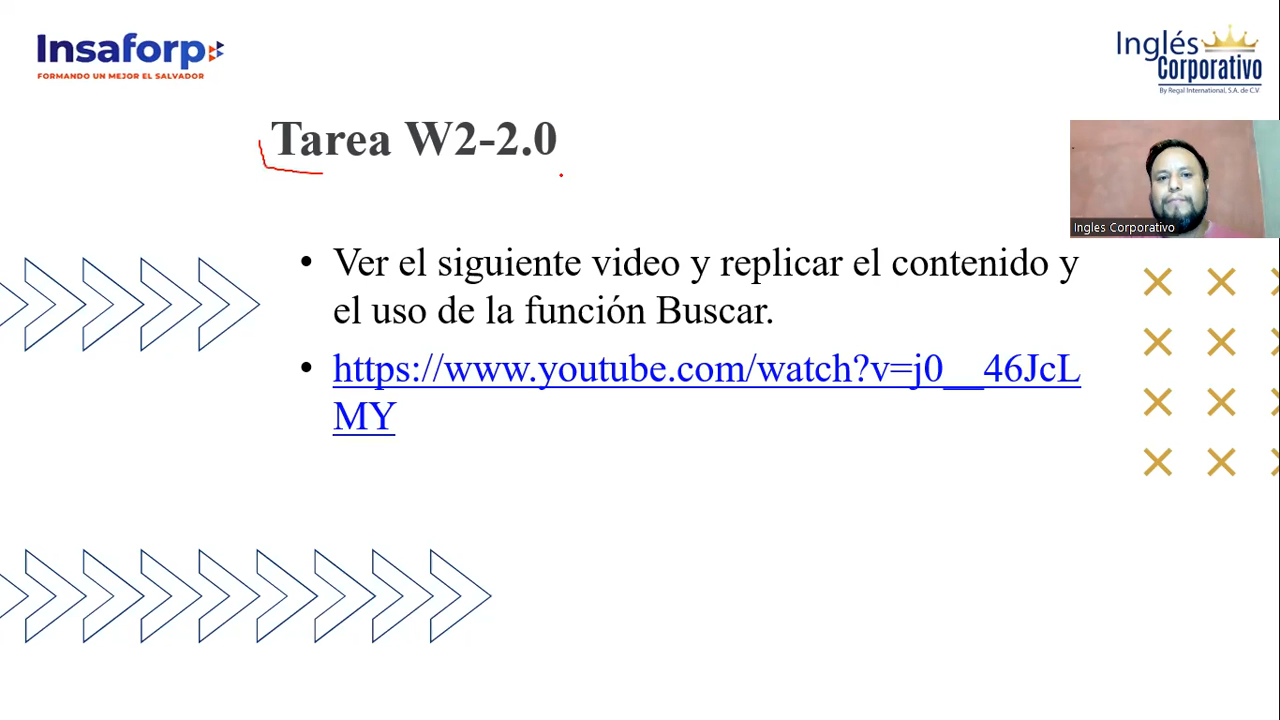 Insaforp
FORMANDO UN MEJOR EL SALVADOR
Inglés
Corporativo
By Regal International, S.A. de C.V.
Tarea W2-2.0
Ingles Corporativo
• Ver el siguiente video y replicar el contenido y
el uso de la función Buscar.
• https://www.youtube.com/watch?v=j0__46JcL
MY